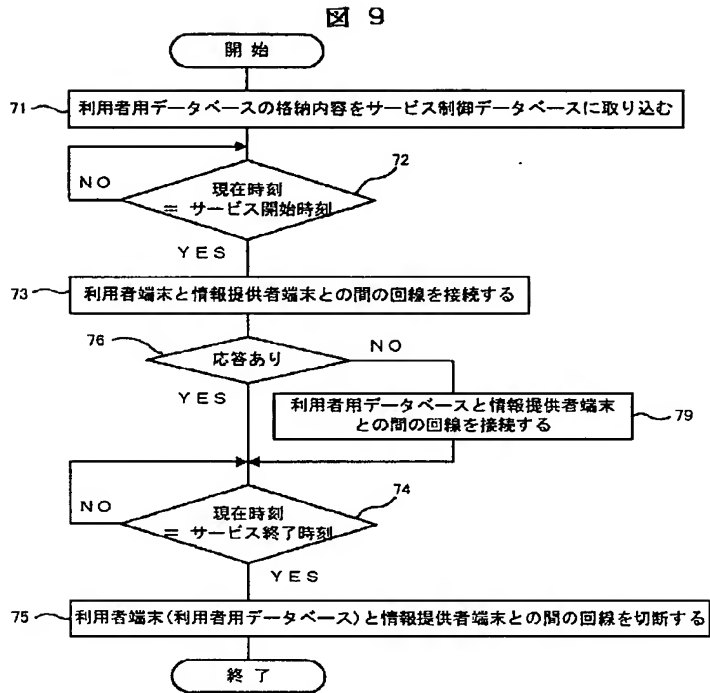 図 9
開 始
71
利用者用データベースの格納内容をサービス制御データベースに取り込む
72
NO
現在時刻
= サービス開始時刻
YES
73
利用者端末と情報提供者端末との間の回線を接続する
76
応答あり
NO
YES
利用者用データベースと情報提供者端末
との間の回線を接続する
79
74
NO
現在時刻
= サービス終了時刻
YES
75
利用者端末(利用者用データベース)と情報提供者端末との間の回線を切断する
終 了